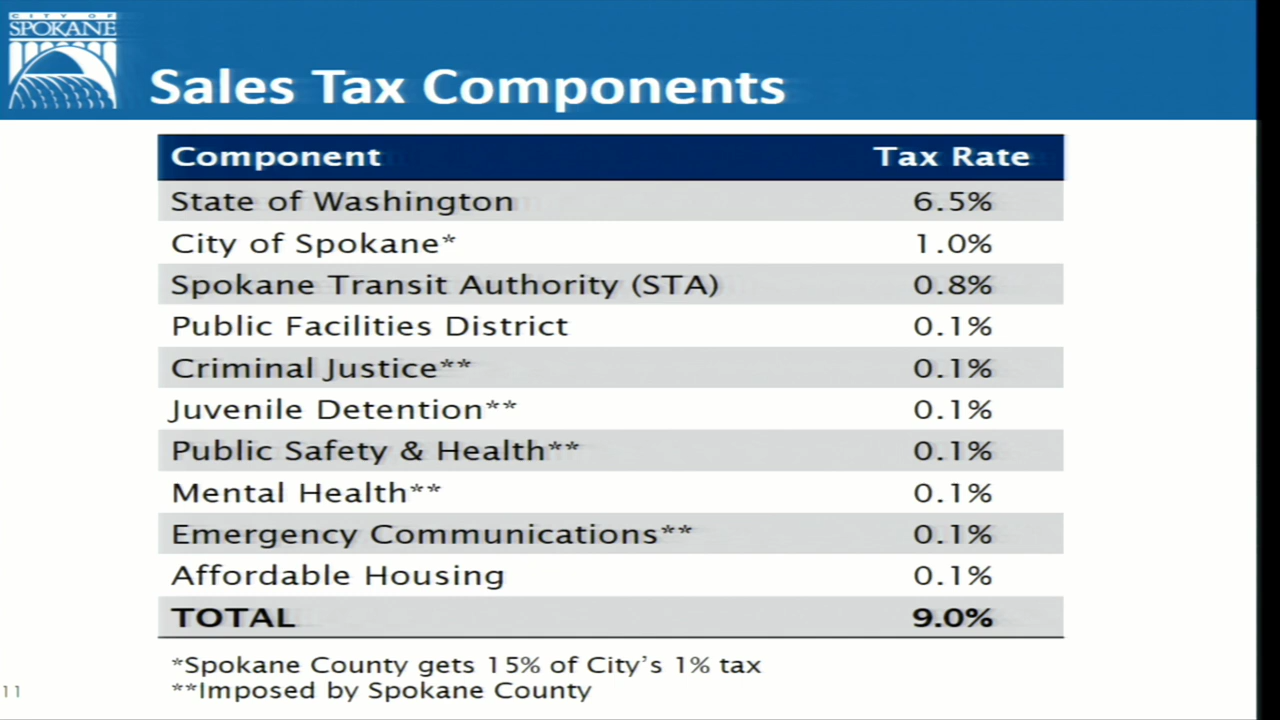 CITY OF
SPOKANE
Sales Tax Components
Component Tax Rate
State of Washington 6.5%
City of Spokane* 1.0%
Spokane Transit Authority (STA) 0.8%
Public Facilities District 0.1%
Criminal Justice** 0.1%
Juvenile Detention** 0.1%
Public Safety & Health** 0.1%
Mental Health** 0.1%
Emergency Communications** 0.1%
Affordable Housing 0.1%
TOTAL 9.0%
*Spokane County gets 15% of City's 1% tax
**Imposed by Spokane County
11